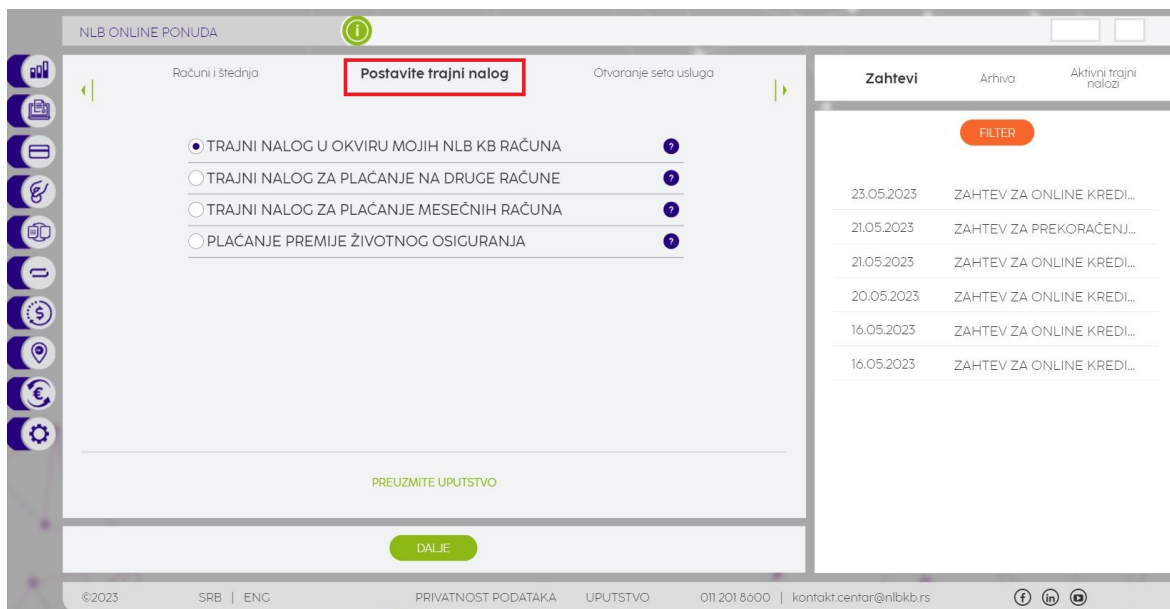 NLB ONLINE PONUDA
Računi i štednja
Postavite trajni nalog
Otvaranje seta usluga
TRAJNI NALOG U OKVIRU MOJIH NLB KB RAČUNA
TRAJNI NALOG ZA PLAĆANJE NA DRUGE RAČUNE
TRAJNI NALOG ZA PLAĆANJE MESEČNIH RAČUNA
PLAĆANJE PREMIJE ŽIVOTNOG OSIGURANJA
PREUZMITE UPUTSTVO
DALJE
Zahtevi
Arhiva
Aktivni trajni
nalozi
FILTER
23.05.2023 ZAHTEV ZA ONLINE KREDI...
21.05.2023 ZAHTEV ZA PREKORAČENJ...
21.05.2023 ZAHTEV ZA ONLINE KREDI...
20.05.2023 ZAHTEV ZA ONLINE KREDI...
16.05.2023 ZAHTEV ZA ONLINE KREDI...
16.05.2023 ZAHTEV ZA ONLINE KREDI...
©2023 SRB | ENG PRIVATNOST PODATAKA UPUTSTVO 011 201 8600 | kontakt.centar@nlbkb.rs